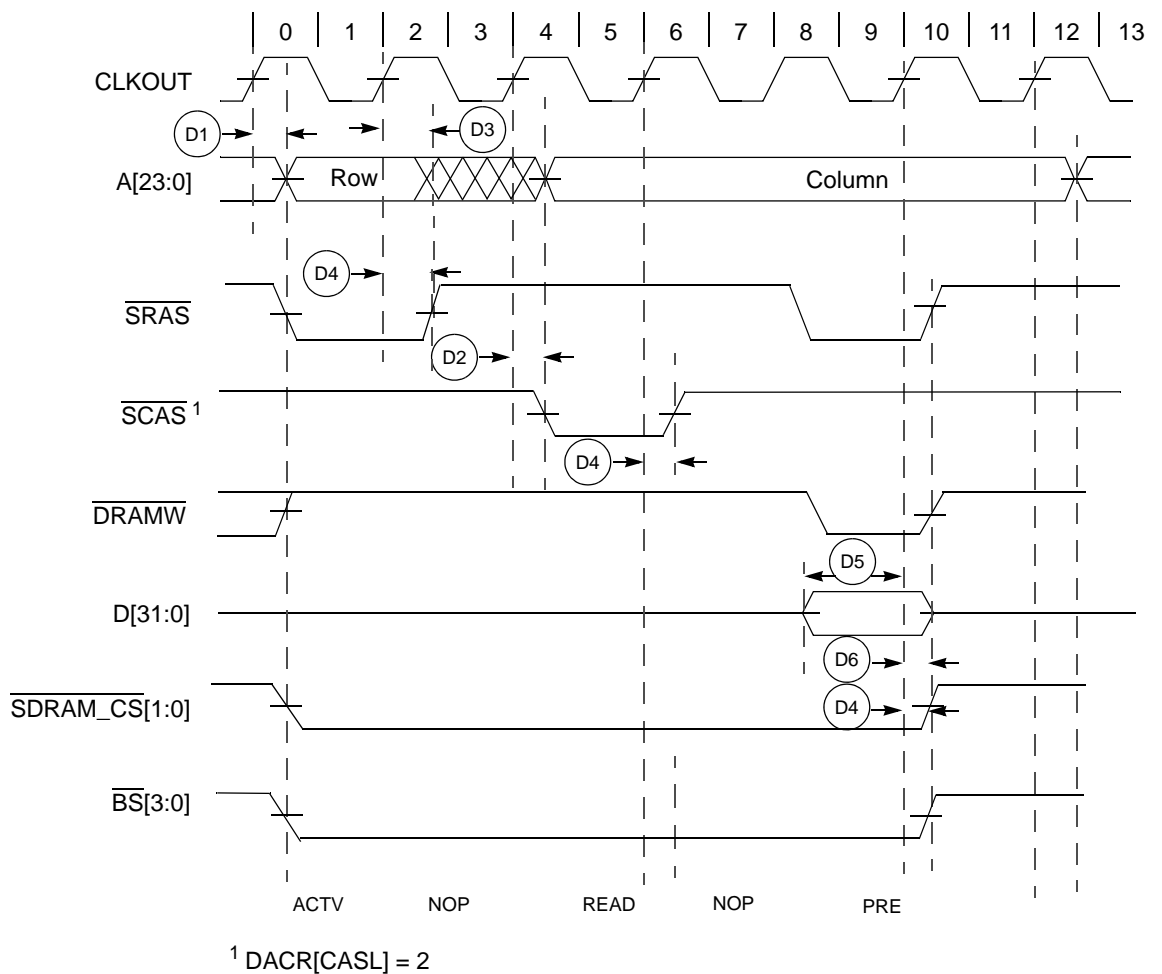 0 1 2 3 4 5 6 7 8 9 10 11 12 13
CLKOUT
D1
D3
A[23:0]
Row
Column
D4
SRAS
D2
SCAS 1
D4
DRAMW
D5
D[31:0]
D6
SDRAM_CS[1:0]
D4
BS[3:0]
ACTV NOP READ NOP PRE
1 DACR[CASL] = 2